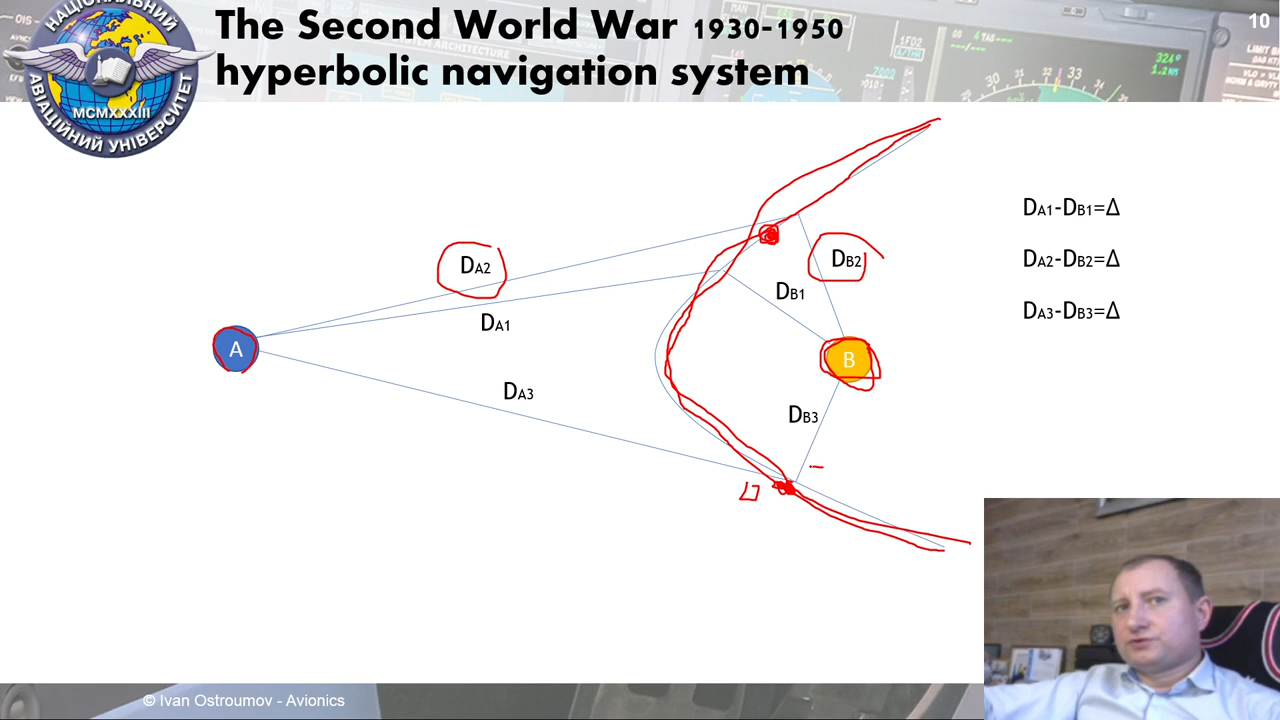 10
The Second World War 1930-1950
hyperbolic navigation system
НАЦІОНАЛЬНИЙ
АВІАЦІЙНИЙ УНІВЕРСИТЕТ
MCMXXXIII
DA1-DB1=Δ
DA2-DB2=Δ
DA3-DB3=Δ
DA2
DB2
DB1
DA1
A
B
DA3
DB3
© Ivan Ostroumov - Avionics